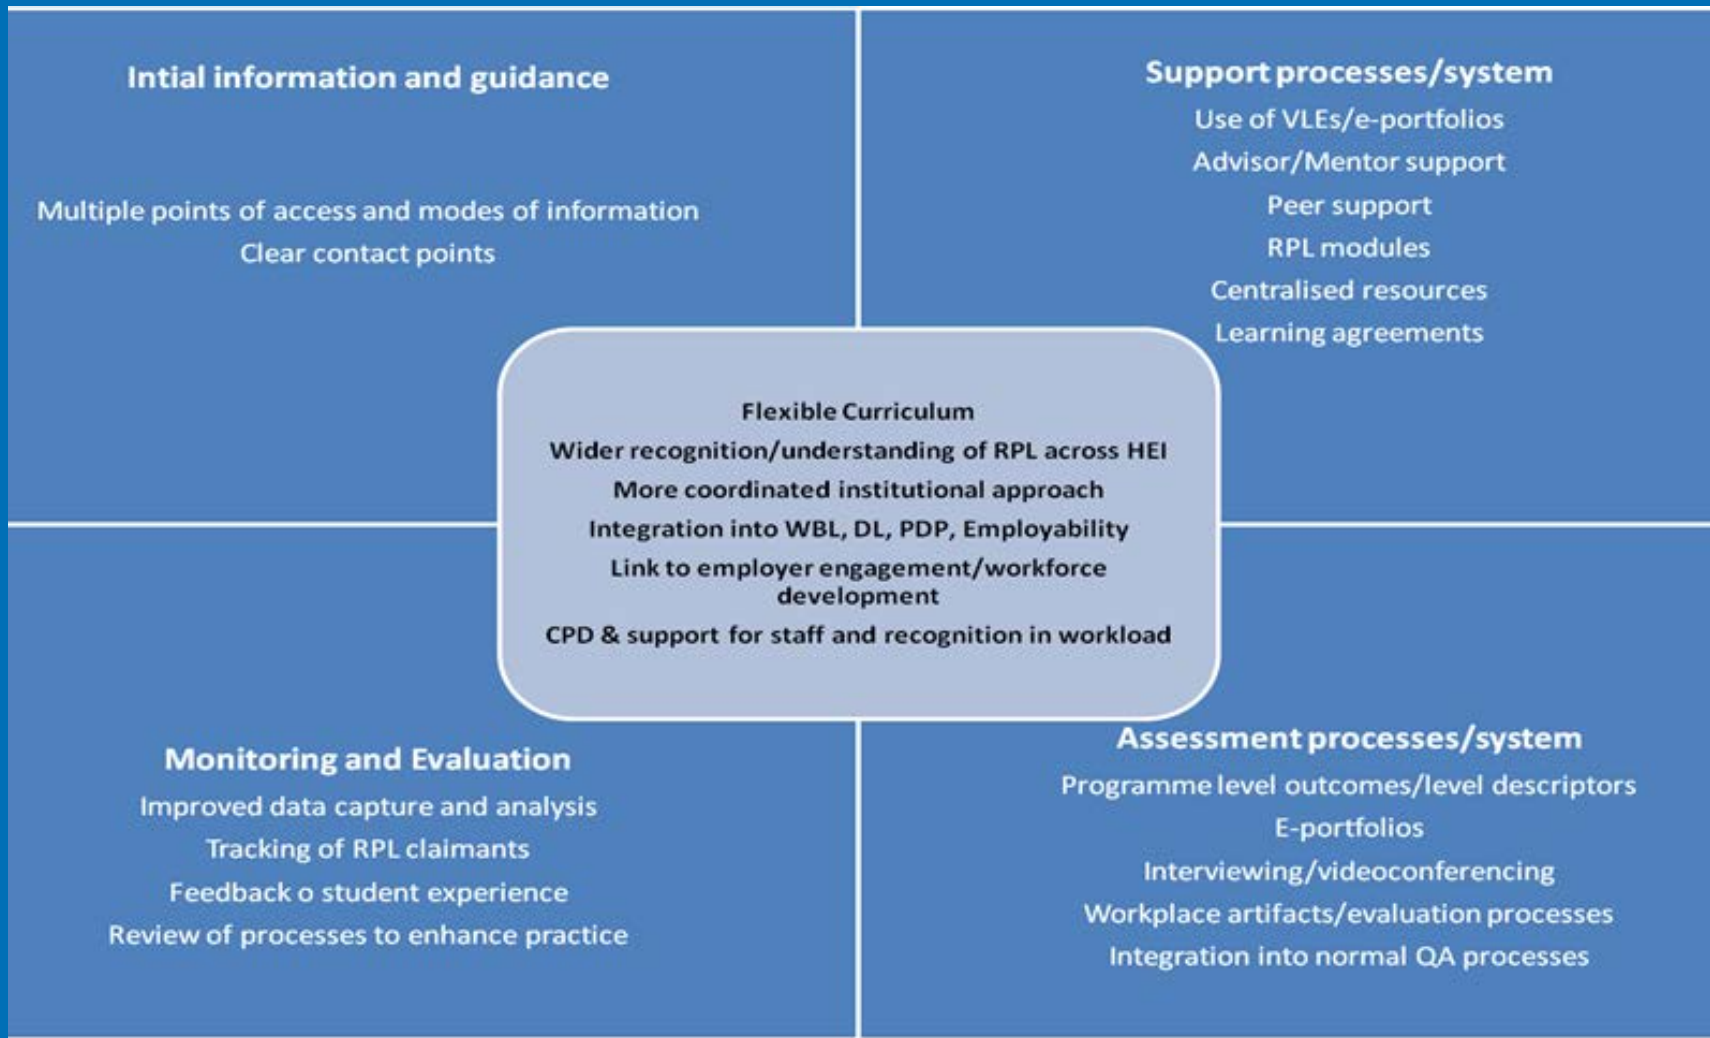 Intial information and guidance
Multiple points of access and modes of information
Clear contact points
Support processes/system
Use of VLEs/e-portfolios
Advisor/Mentor support
Peer support
RPL modules
Centralised resources
Learning agreements
Flexible Curriculum
Wider recognition/understanding of RPL across HEI
More coordinated institutional approach
Integration into WBL, DL, PDP, Employability
Link to employer engagement/workforce
development
CPD & support for staff and recognition in workload
Monitoring and Evaluation
Improved data capture and analysis
Tracking of RPL claimants
Feedback o student experience
Review of processes to enhance practice
Assessment processes/system
Programme level outcomes/level descriptors
E-portfolios
Interviewing/videoconferencing
Workplace artifacts/evaluation processes
Integration into normal QA processes